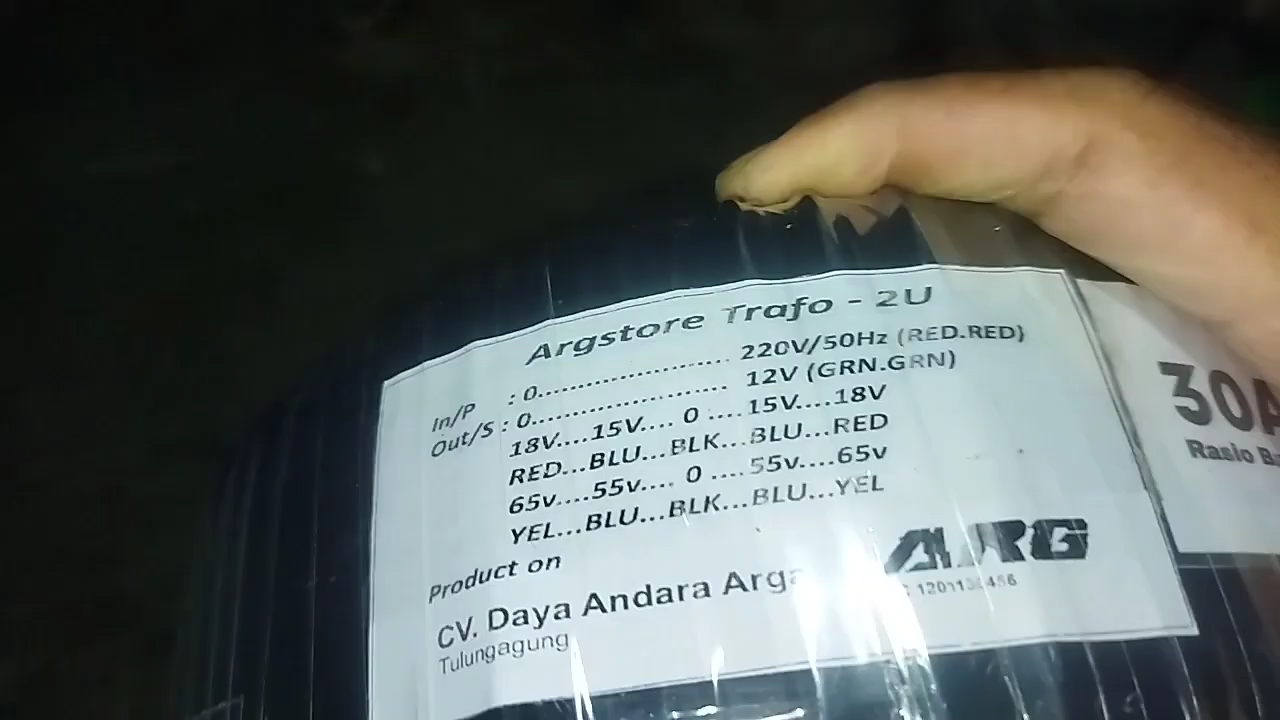 Argstore Trafo - 2U
In/P : 0........................ 220V/50Hz (RED.RED)
Out/S : 0........................ 12V (GRN.GRN)
18V....15V.... 0 ....15V....18V
RED...BLU...BLK...BLU...RED
65v....55v.... 0 ....55v....65v
YEL...BLU...BLK...BLU...YEL
Product on
CV. Daya Andara Arga
Tulungagung
ARG
30A